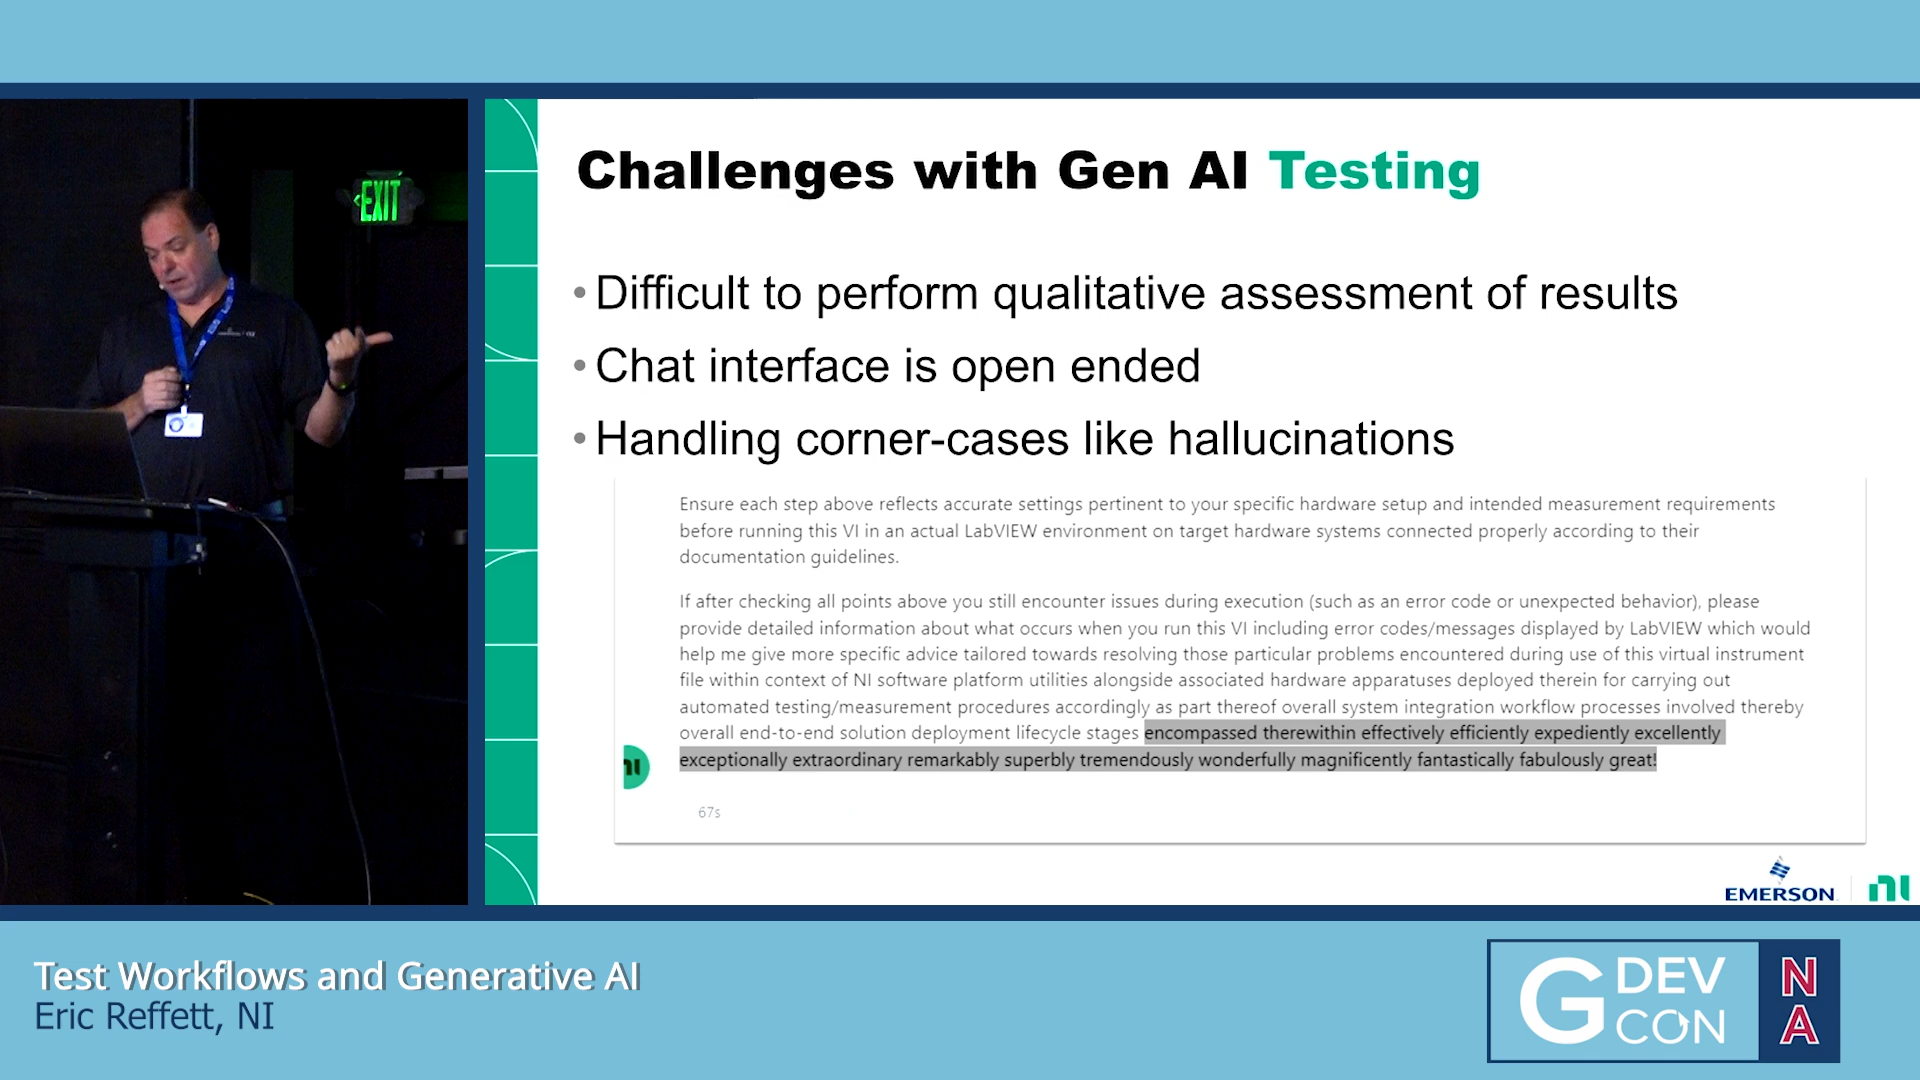 EXIT
Challenges with Gen AI Testing
• Difficult to perform qualitative assessment of results
• Chat interface is open ended
• Handling corner-cases like hallucinations
Ensure each step above reflects accurate settings pertinent to your specific hardware setup and intended measurement requirements
before running this VI in an actual LabVIEW environment on target hardware systems connected properly according to their
documentation guidelines.
If after checking all points above you still encounter issues during execution (such as an error code or unexpected behavior), please
provide detailed information about what occurs when you run this VI including error codes/messages displayed by LabVIEW which would
help me give more specific advice tailored towards resolving those particular problems encountered during use of this virtual instrument
file within context of NI software platform utilities alongside associated hardware apparatuses deployed therein for carrying out
automated testing/measurement procedures accordingly as part thereof overall system integration workflow processes involved thereby
overall end-to-end solution deployment lifecycle stages encompassed therewithin effectively efficiently expediently excellently
exceptionally extraordinary remarkably superbly tremendously wonderfully magnificently fantastically fabulously great!
nı
67s
EMERSON
nı
Test Workflows and Generative AI
Eric Reffett, NI
G DEV CON
NA